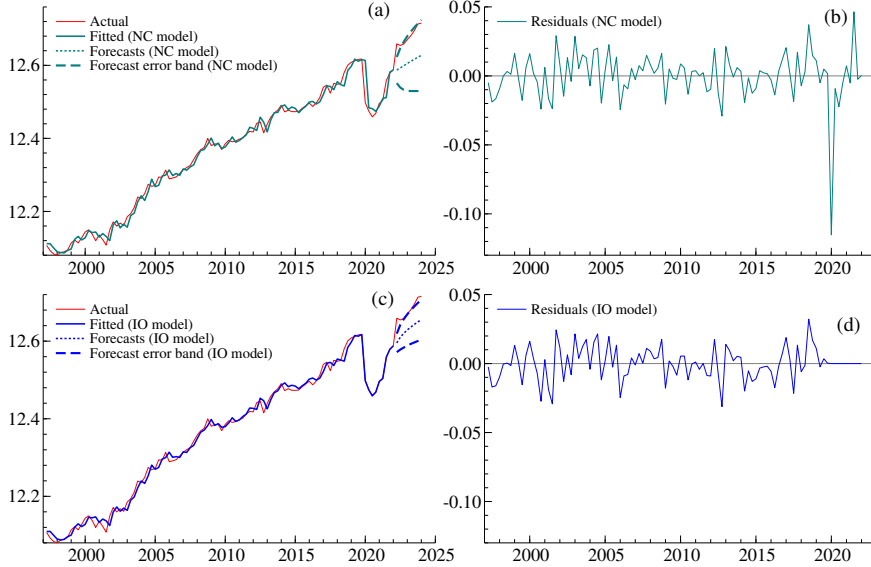 (a)
Actual
Fitted (NC model)
Forecasts (NC model)
Forecast error band (NC model)
12.6
12.4
12.2
2000 2005 2010 2015 2020 2025
(b)
Residuals (NC model)
0.05
0.00
-0.05
-0.10
2000 2005 2010 2015 2020
(c)
Actual
Fitted (IO model)
Forecasts (IO model)
Forecast error band (IO model)
12.6
12.4
12.2
2000 2005 2010 2015 2020 2025
(d)
Residuals (IO model)
0.05
0.00
-0.05
-0.10
2000 2005 2010 2015 2020